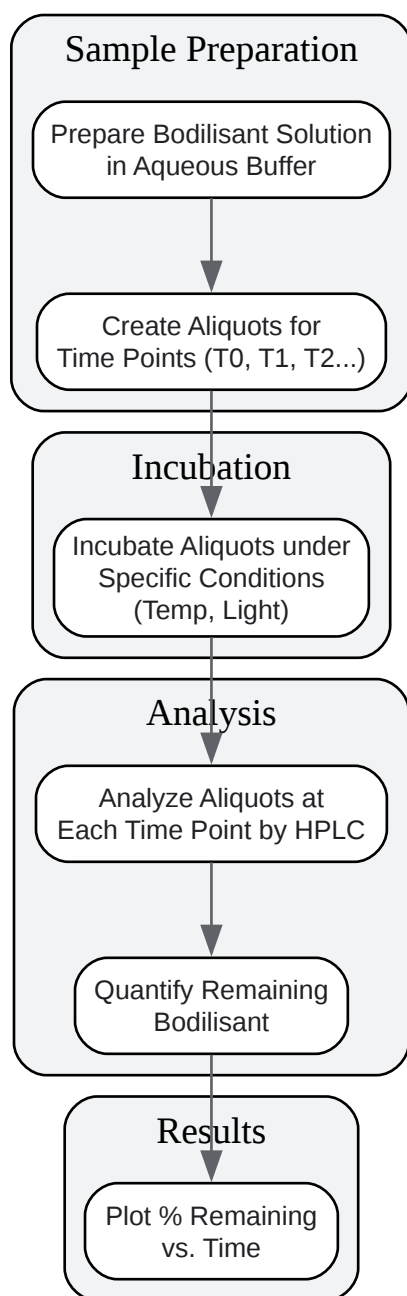 Sample Preparation
Prepare Bodilisant Solution
in Aqueous Buffer
Create Aliquots for
Time Points (T0, T1, T2...)
Incubation
Incubate Aliquots under
Specific Conditions
(Temp, Light)
Analysis
Analyze Aliquots at
Each Time Point by HPLC
Quantify Remaining
Bodilisant
Results
Plot % Remaining
vs. Time